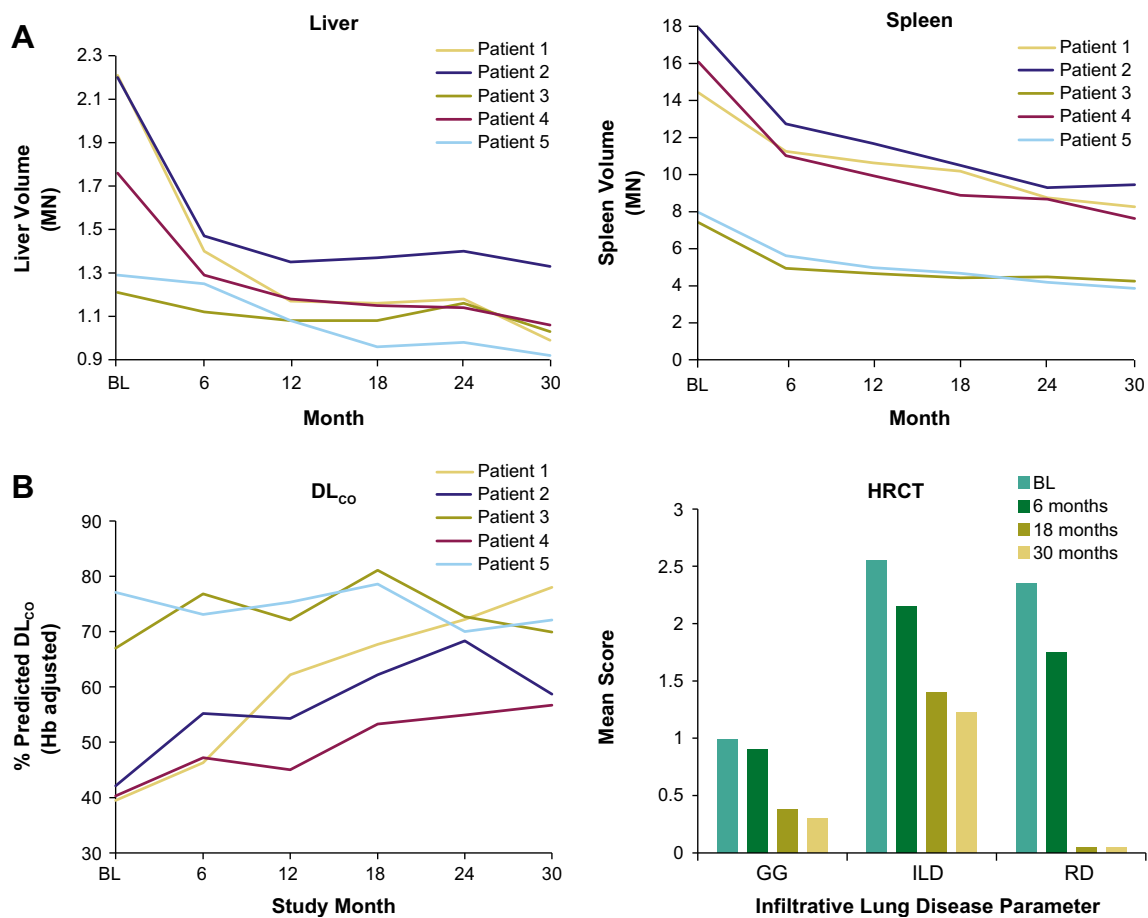 A
Liver
Patient 1
Patient 2
Patient 3
Patient 4
Patient 5
2.3
2.1
1.9
1.7
1.5
1.3
1.1
0.9
Liver Volume
(MN)
BL 6 12 18 24 30
Month
Spleen
Patient 1
Patient 2
Patient 3
Patient 4
Patient 5
18
16
14
12
10
8
6
4
2
0
Spleen Volume
(MN)
BL 6 12 18 24 30
Month
B
DLCO
Patient 1
Patient 2
Patient 3
Patient 4
Patient 5
90
80
70
60
50
40
30
% Predicted DLCO
(Hb adjusted)
BL 6 12 18 24 30
Study Month
HRCT
BL
6 months
18 months
30 months
3
2.5
2
1.5
1
0.5
0
Mean Score
GG ILD RD
Infiltrative Lung Disease Parameter